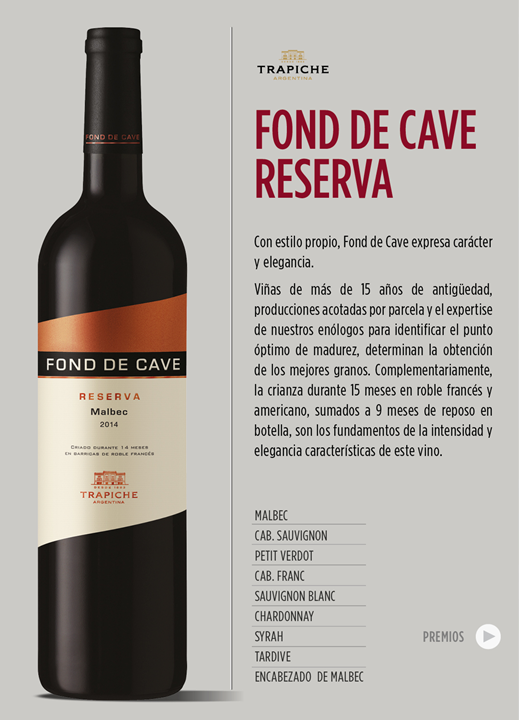 FOND DE CAVE
FOND DE CAVE
RESERVA
Malbec
2014
CRIADO DURANTE 14 MESES
EN BARRICAS DE ROBLE FRANCÉS
DESDE 1883
TRAPICHE
ARGENTINA
TRAPICHE
ARGENTINA
FOND DE CAVE
RESERVA
Con estilo propio, Fond de Cave expresa carácter
y elegancia.
Viñas de más de 15 años de antigüedad,
producciones acotadas por parcela y el expertise
de nuestros enólogos para identificar el punto
óptimo de madurez, determinan la obtención
de los mejores granos. Complementariamente,
la crianza durante 15 meses en roble francés y
americano, sumados a 9 meses de reposo en
botella, son los fundamentos de la intensidad y
elegancia características de este vino.
MALBEC
CAB. SAUVIGNON
PETIT VERDOT
CAB. FRANC
SAUVIGNON BLANC
CHARDONNAY
SYRAH
TARDIVE
ENCABEZADO DE MALBEC
PREMIOS